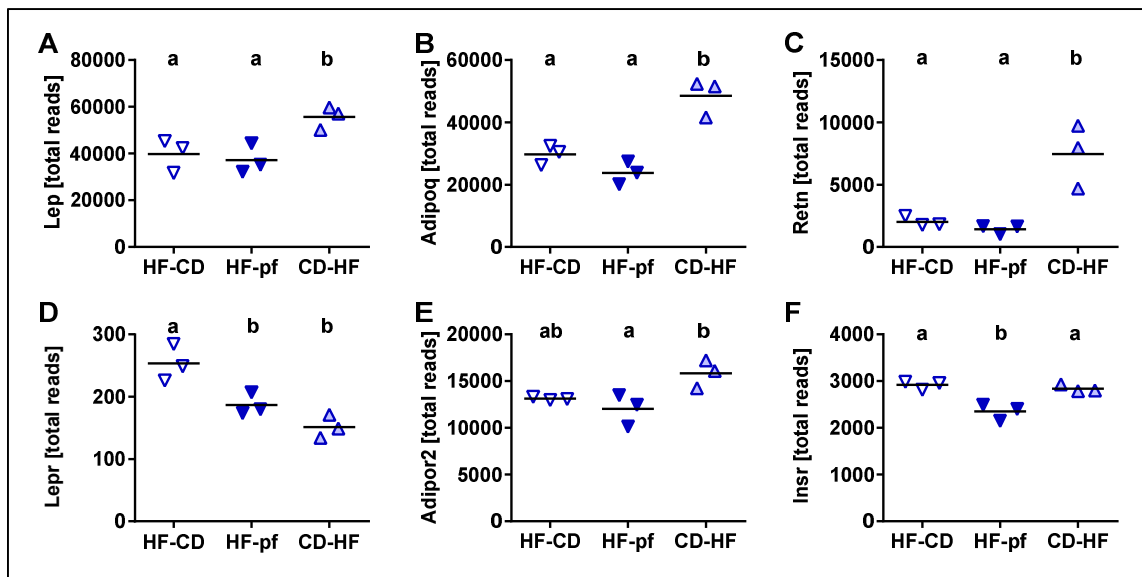 A
Lep [total reads]
80000
60000
40000
20000
0
a a b
HF-CD HF-pf CD-HF
B
Adipoq [total reads]
60000
40000
20000
0
a a b
HF-CD HF-pf CD-HF
C
Retn [total reads]
15000
10000
5000
0
a a b
HF-CD HF-pf CD-HF
D
Lepr [total reads]
300
200
100
0
a b b
HF-CD HF-pf CD-HF
E
Adipor2 [total reads]
20000
15000
10000
5000
0
ab a b
HF-CD HF-pf CD-HF
F
Insr [total reads]
4000
3000
2000
1000
0
a b a
HF-CD HF-pf CD-HF